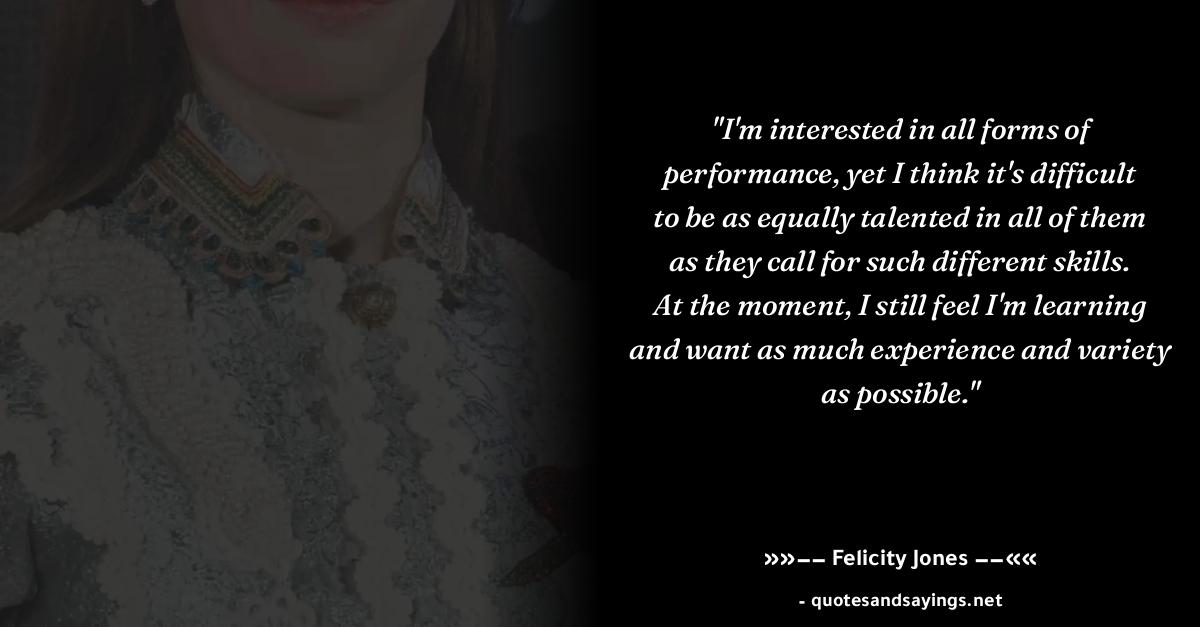 "I'm interested in all forms of
performance, yet I think it's difficult
to be as equally talented in all of them
as they call for such different skills.
At the moment, I still feel I'm learning
and want as much experience and variety
as possible."
»»–– Felicity Jones ––««
- quotesandsayings.net